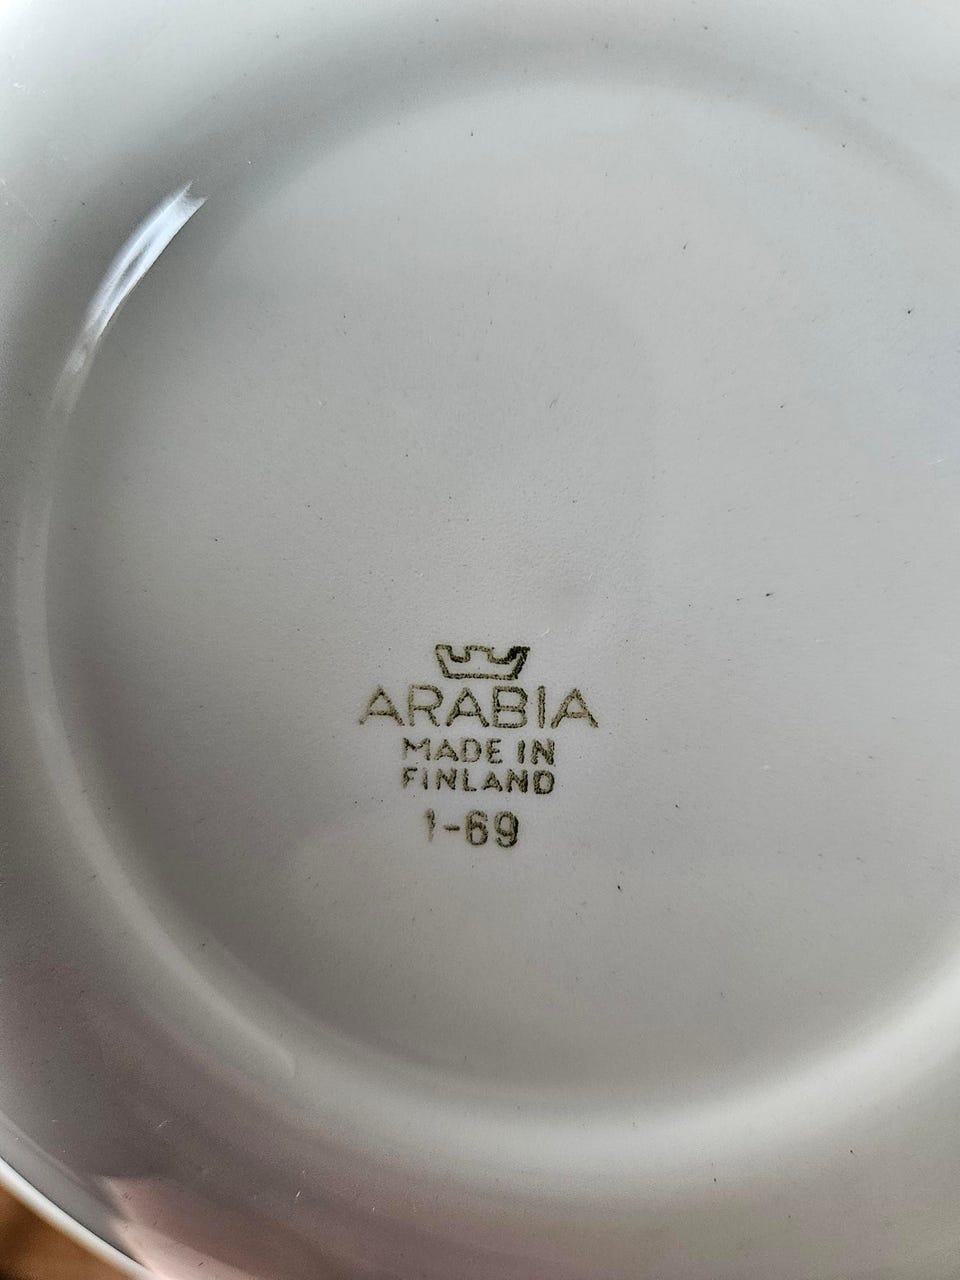 ARABIA
MADE IN
FINLAND
1-69